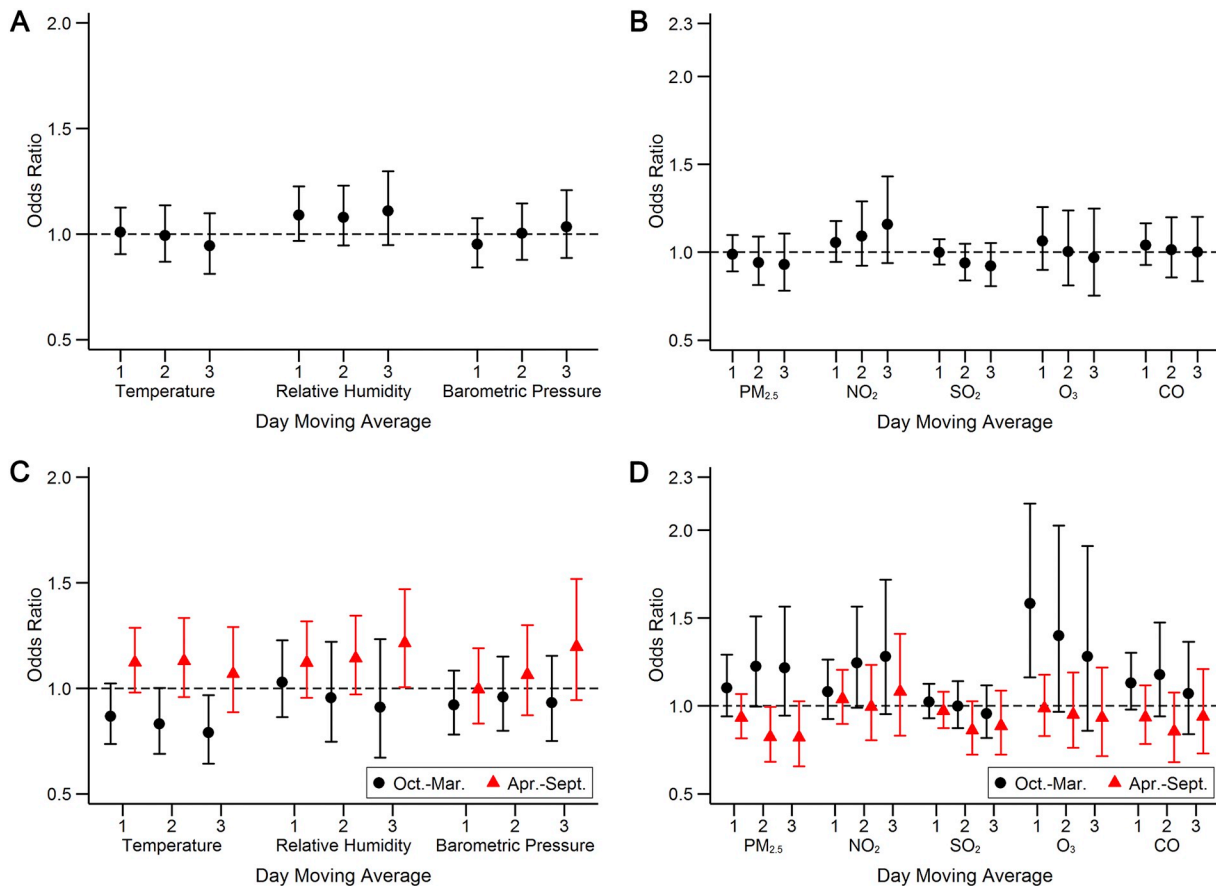 A
2.0
1.5
1.0
0.5
Odds Ratio
1 2 3 1 2 3 1 2 3
Temperature Relative Humidity Barometric Pressure
Day Moving Average
B
2.3
2.0
1.5
1.0
0.5
Odds Ratio
1 2 3 1 2 3 1 2 3 1 2 3 1 2 3
PM₂.₅ NO₂ SO₂ O₃ CO
Day Moving Average
C
2.0
1.5
1.0
0.5
Odds Ratio
Oct.-Mar. Apr.-Sept.
1 2 3 1 2 3 1 2 3
Temperature Relative Humidity Barometric Pressure
Day Moving Average
D
2.3
2.0
1.5
1.0
0.5
Odds Ratio
Oct.-Mar. Apr.-Sept.
1 2 3 1 2 3 1 2 3 1 2 3 1 2 3
PM₂.₅ NO₂ SO₂ O₃ CO
Day Moving Average